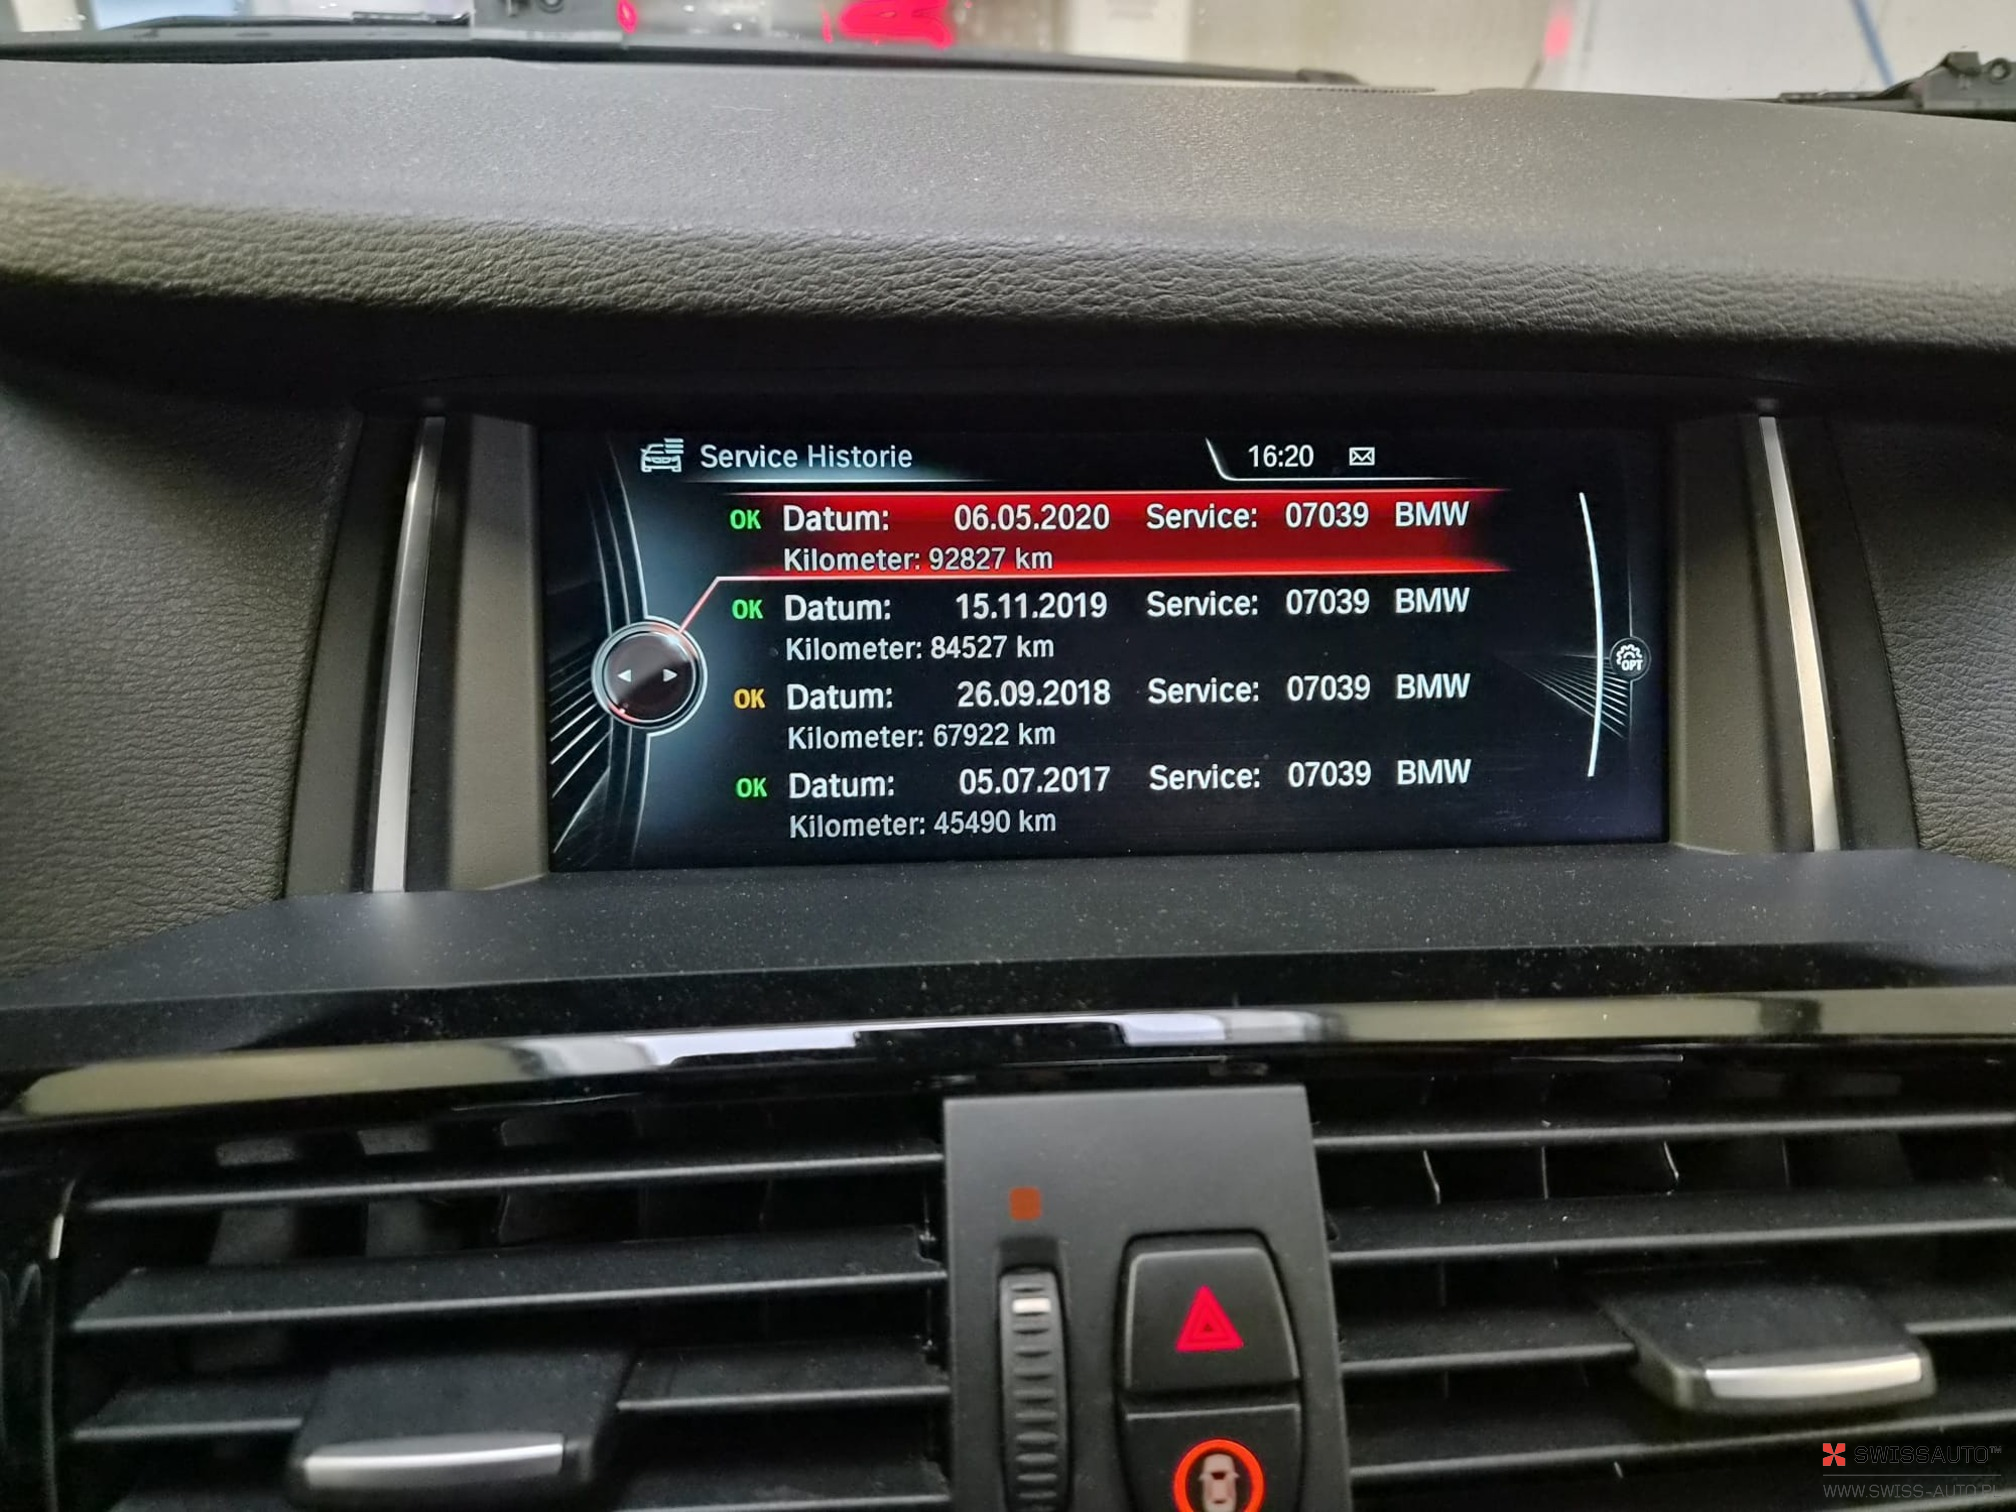 Service Historie 16:20
OK Datum: 06.05.2020 Service: 07039 BMW
Kilometer: 92827 km
OK Datum: 15.11.2019 Service: 07039 BMW
Kilometer: 84527 km
OK Datum: 26.09.2018 Service: 07039 BMW
Kilometer: 67922 km
OK Datum: 05.07.2017 Service: 07039 BMW
Kilometer: 45490 km
OPT
SWISSAUTO™
WWW.SWISS-AUTO.PL